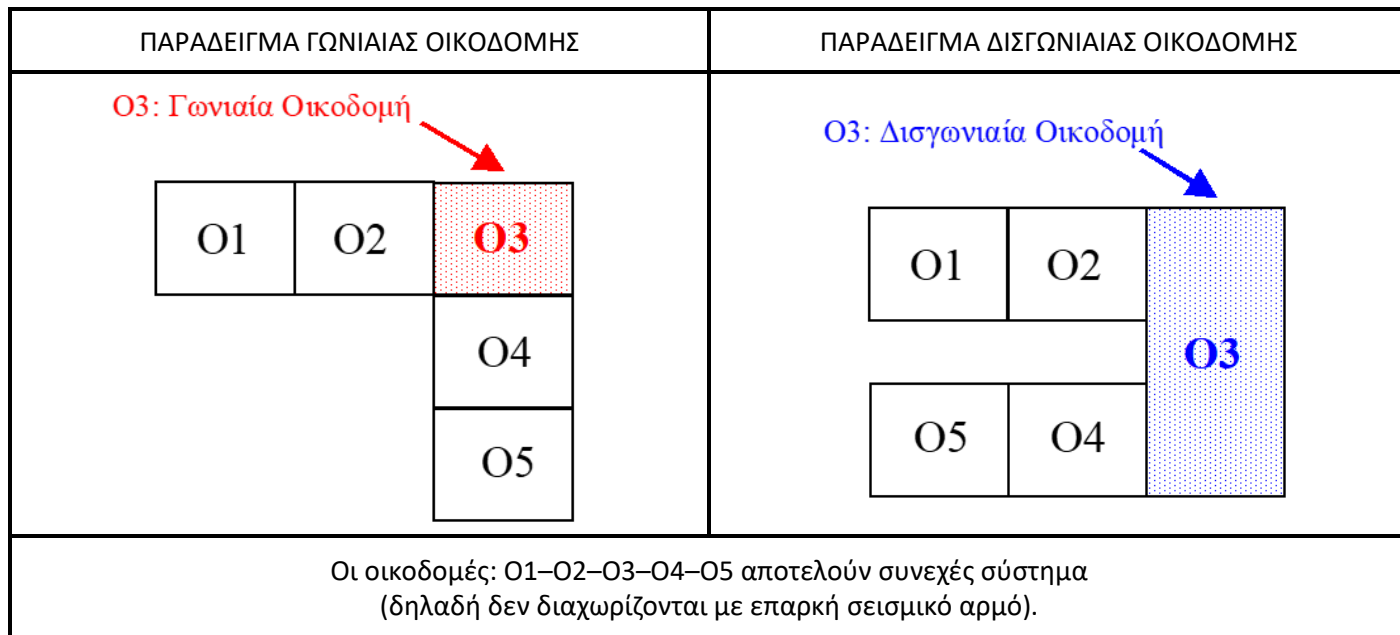 ΠΑΡΑΔΕΙΓΜΑ ΓΩΝΙΑΙΑΣ ΟΙΚΟΔΟΜΗΣ
ΠΑΡΑΔΕΙΓΜΑ ΔΙΣΓΩΝΙΑΙΑΣ ΟΙΚΟΔΟΜΗΣ
Ο3: Γωνιαία Οικοδομή
Ο1
Ο2
Ο3
Ο4
Ο5
Ο3: Δισγωνιαία Οικοδομή
Ο1
Ο2
Ο3
Ο5
Ο4
Οι οικοδομές: Ο1–Ο2–Ο3–Ο4–Ο5 αποτελούν συνεχές σύστημα
(δηλαδή δεν διαχωρίζονται με επαρκή σεισμικό αρμό).